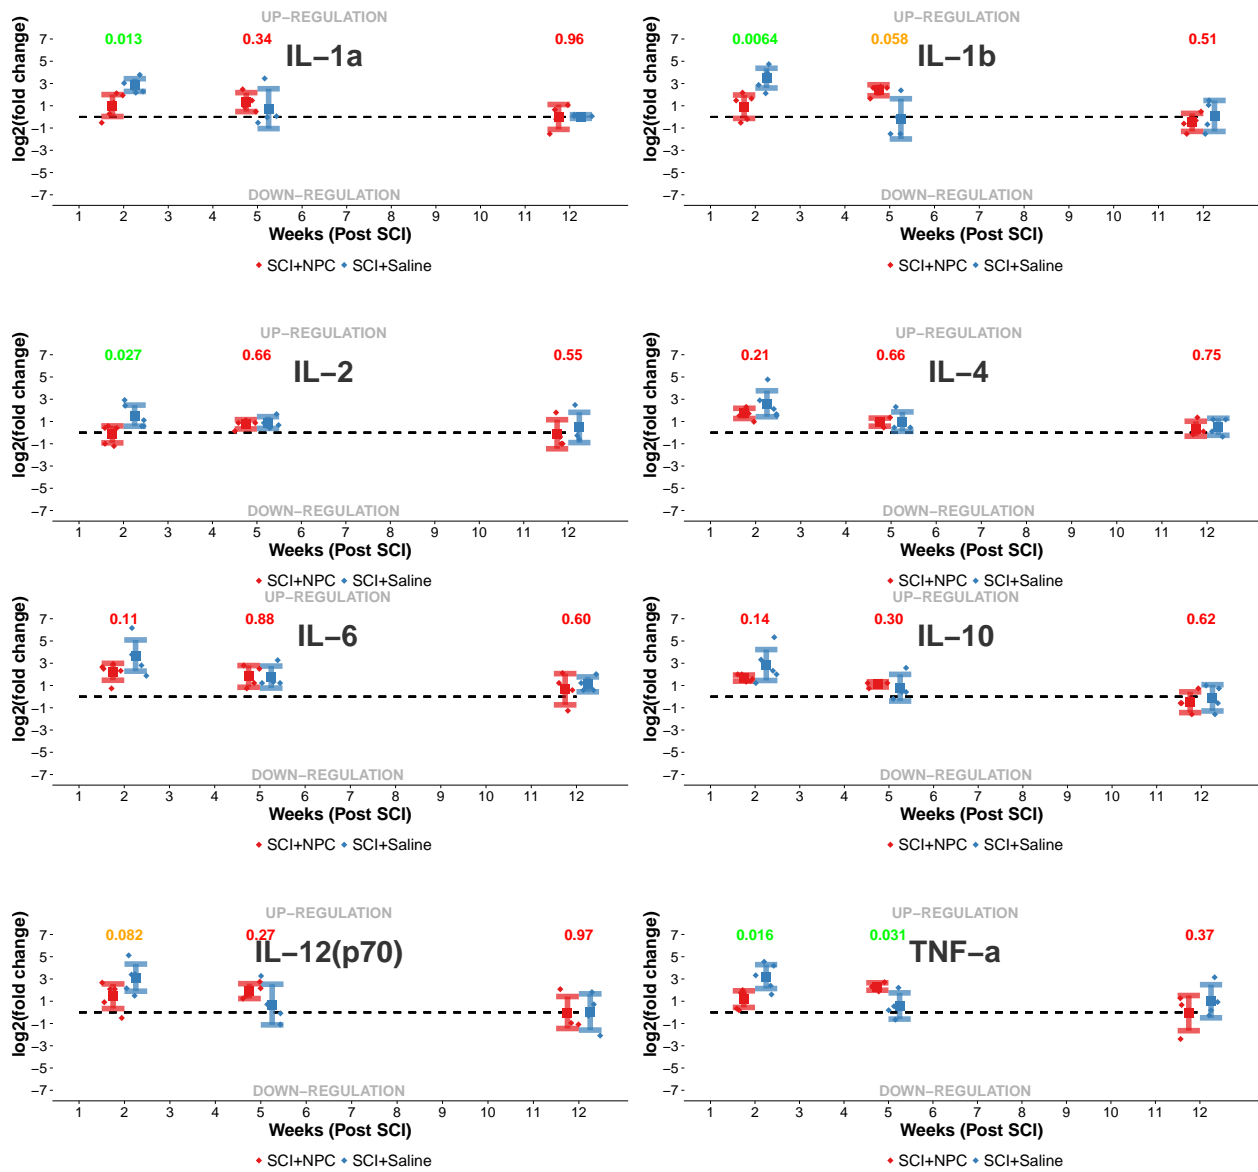 UP−REGULATION
0.013 0.34 0.96
IL−1a
log2(fold change)
7
5
3
1
−1
−3
−5
−7
DOWN−REGULATION
1 2 3 4 5 6 7 8 9 10 11 12
Weeks (Post SCI)
SCI+NPC SCI+Saline
UP−REGULATION
0.0064 0.058 0.51
IL−1b
log2(fold change)
7
5
3
1
−1
−3
−5
−7
DOWN−REGULATION
1 2 3 4 5 6 7 8 9 10 11 12
Weeks (Post SCI)
SCI+NPC SCI+Saline
UP−REGULATION
0.027 0.66 0.55
IL−2
log2(fold change)
7
5
3
1
−1
−3
−5
−7
DOWN−REGULATION
1 2 3 4 5 6 7 8 9 10 11 12
Weeks (Post SCI)
SCI+NPC SCI+Saline
UP−REGULATION
0.21 0.66 0.75
IL−4
log2(fold change)
7
5
3
1
−1
−3
−5
−7
DOWN−REGULATION
1 2 3 4 5 6 7 8 9 10 11 12
Weeks (Post SCI)
SCI+NPC SCI+Saline
UP−REGULATION
0.11 0.88 0.60
IL−6
log2(fold change)
7
5
3
1
−1
−3
−5
−7
DOWN−REGULATION
1 2 3 4 5 6 7 8 9 10 11 12
Weeks (Post SCI)
SCI+NPC SCI+Saline
UP−REGULATION
0.14 0.30 0.62
IL−10
log2(fold change)
7
5
3
1
−1
−3
−5
−7
DOWN−REGULATION
1 2 3 4 5 6 7 8 9 10 11 12
Weeks (Post SCI)
SCI+NPC SCI+Saline
UP−REGULATION
0.082 0.27 0.97
IL−12(p70)
log2(fold change)
7
5
3
1
−1
−3
−5
−7
DOWN−REGULATION
1 2 3 4 5 6 7 8 9 10 11 12
Weeks (Post SCI)
SCI+NPC SCI+Saline
UP−REGULATION
0.016 0.031 0.37
TNF−a
log2(fold change)
7
5
3
1
−1
−3
−5
−7
DOWN−REGULATION
1 2 3 4 5 6 7 8 9 10 11 12
Weeks (Post SCI)
SCI+NPC SCI+Saline